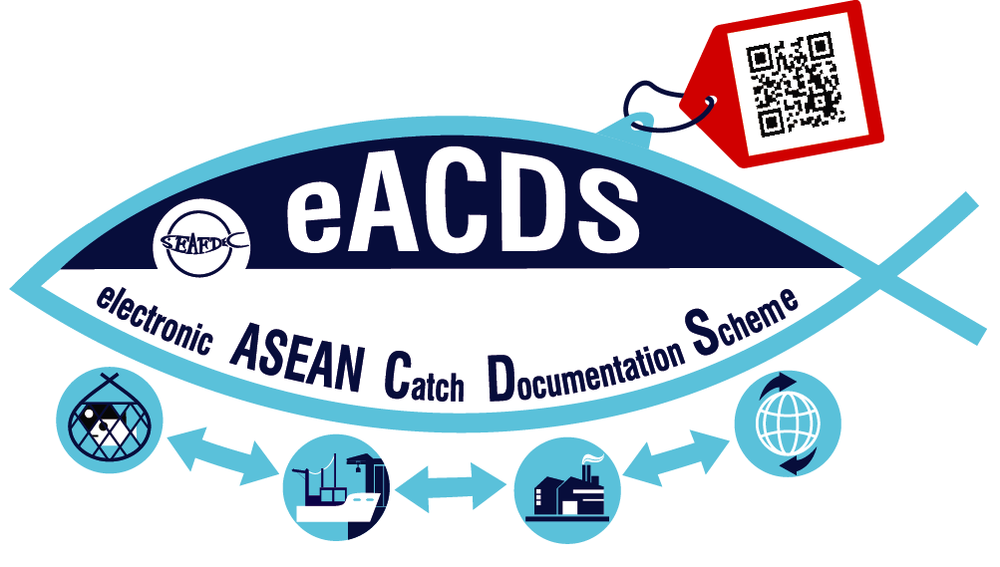 eACDS
SEAFDEC
electronic ASEAN Catch Documentation Scheme